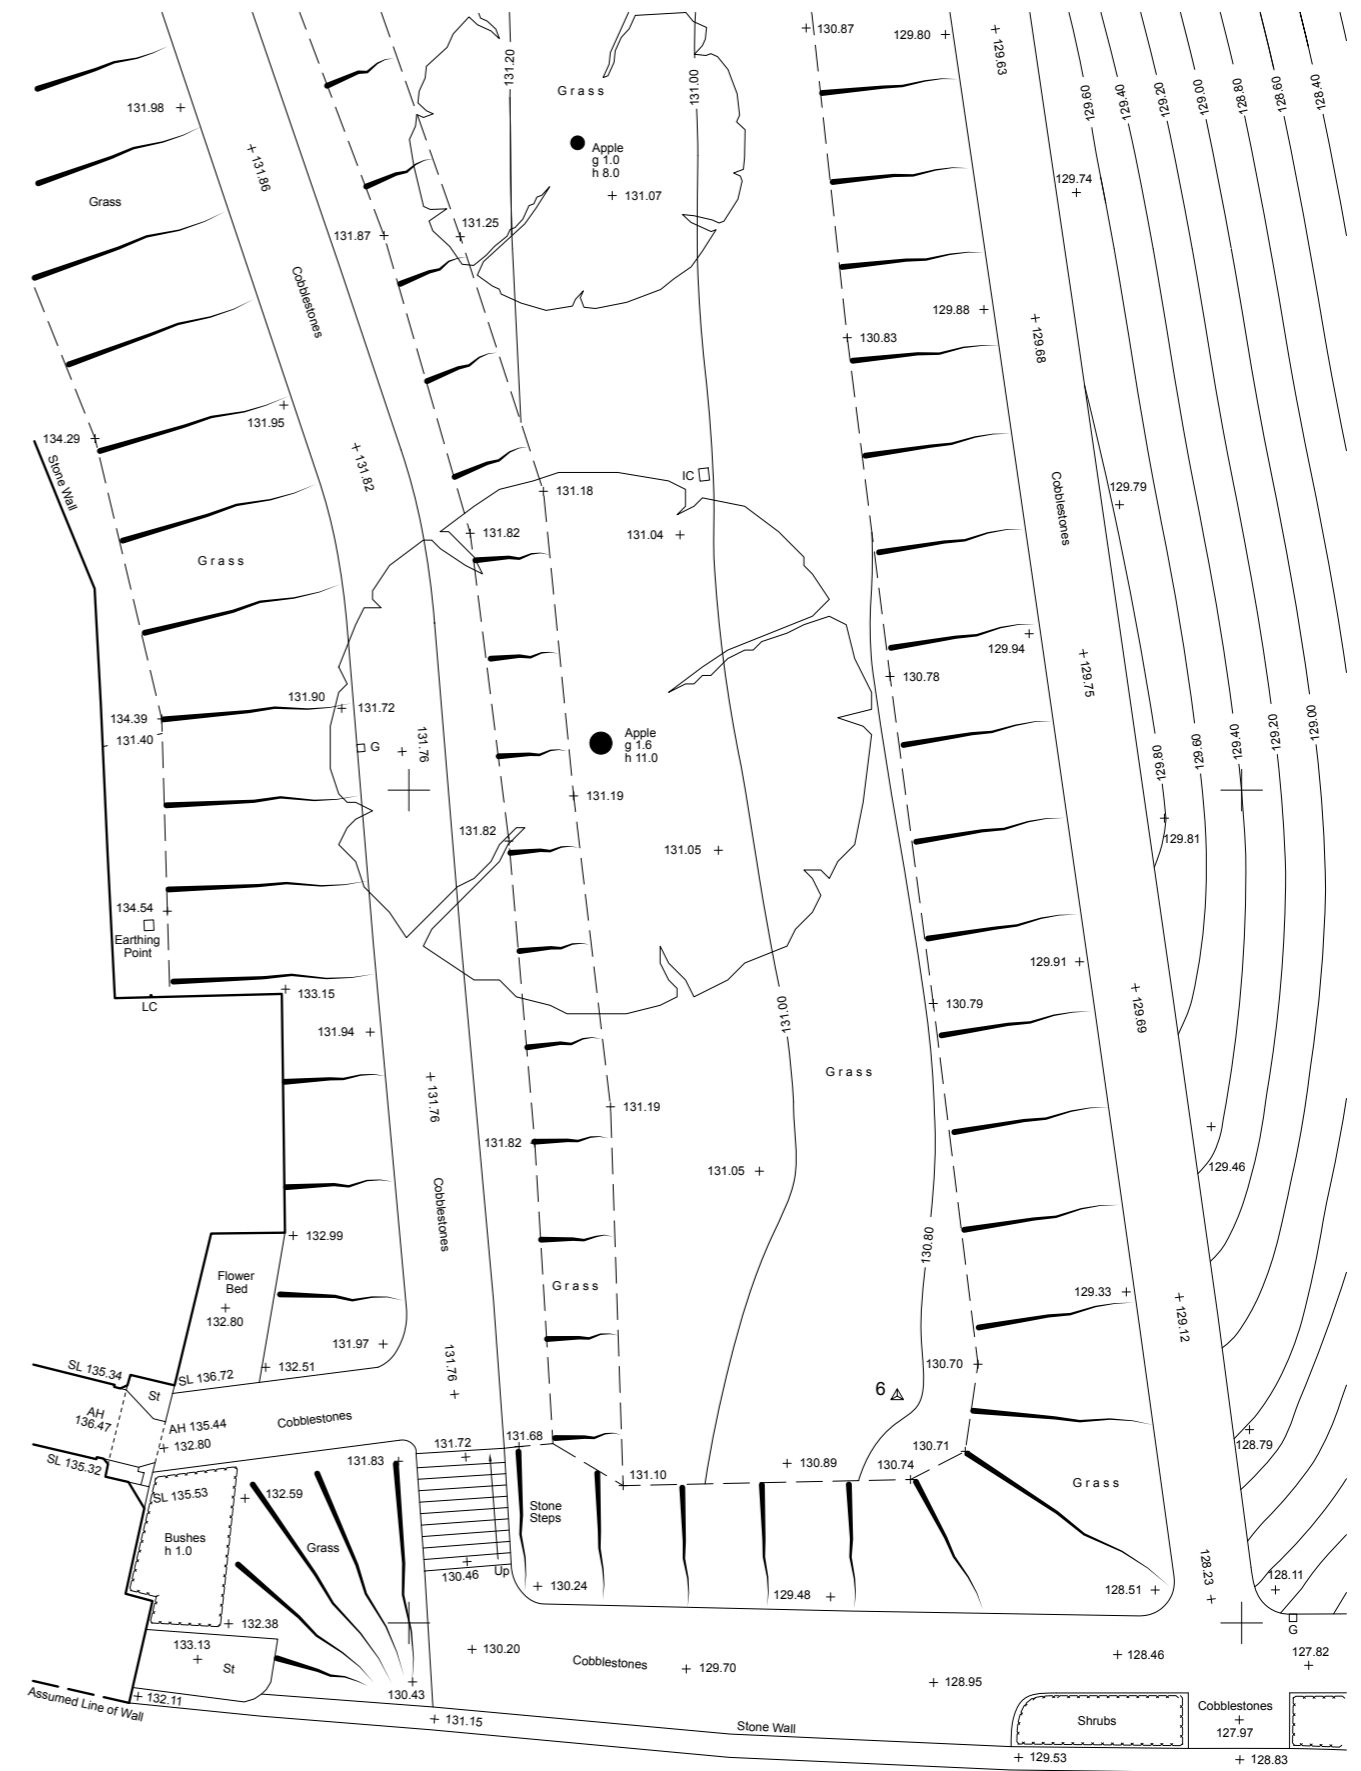 131.20
131.00
130.87
129.80
129.63
129.60
129.40
129.20
129.00
128.80
128.60
128.40
Grass
131.98
131.86
Apple
g 1.0
h 8.0
131.07
Grass
129.74
131.87
131.25
Cobblestones
129.88
129.68
130.83
131.95
134.29
Stone Wall
131.82
IC
131.18
Cobblestones
129.79
131.82
131.04
Grass
129.94
129.75
130.78
131.90
131.72
134.39
131.40
G
131.76
Apple
g 1.6
h 11.0
129.80
129.60
129.40
129.20
129.00
131.19
131.82
131.05
129.81
134.54
Earthing
Point
LC
133.15
129.91
129.69
131.00
130.79
131.94
Grass
131.76
131.19
131.82
131.05
129.46
Cobblestones
132.99
130.80
Flower
Bed
132.80
Grass
129.33
129.12
131.97
131.76
130.70
SL 135.34
SL 136.72
132.51
St
6
AH
136.47
AH 135.44
Cobblestones
132.80
131.72
131.68
128.79
SL 135.32
131.83
131.10
130.89
130.74
130.71
Grass
SL 135.53
132.59
Stone
Steps
Bushes
h 1.0
Grass
130.46
Up
130.24
129.48
128.51
128.23
128.11
132.38
G
133.13
St
130.20
Cobblestones
129.70
128.95
128.46
127.82
130.43
132.11
Assumed Line of Wall
131.15
Stone Wall
Shrubs
Cobblestones
127.97
129.53
128.83